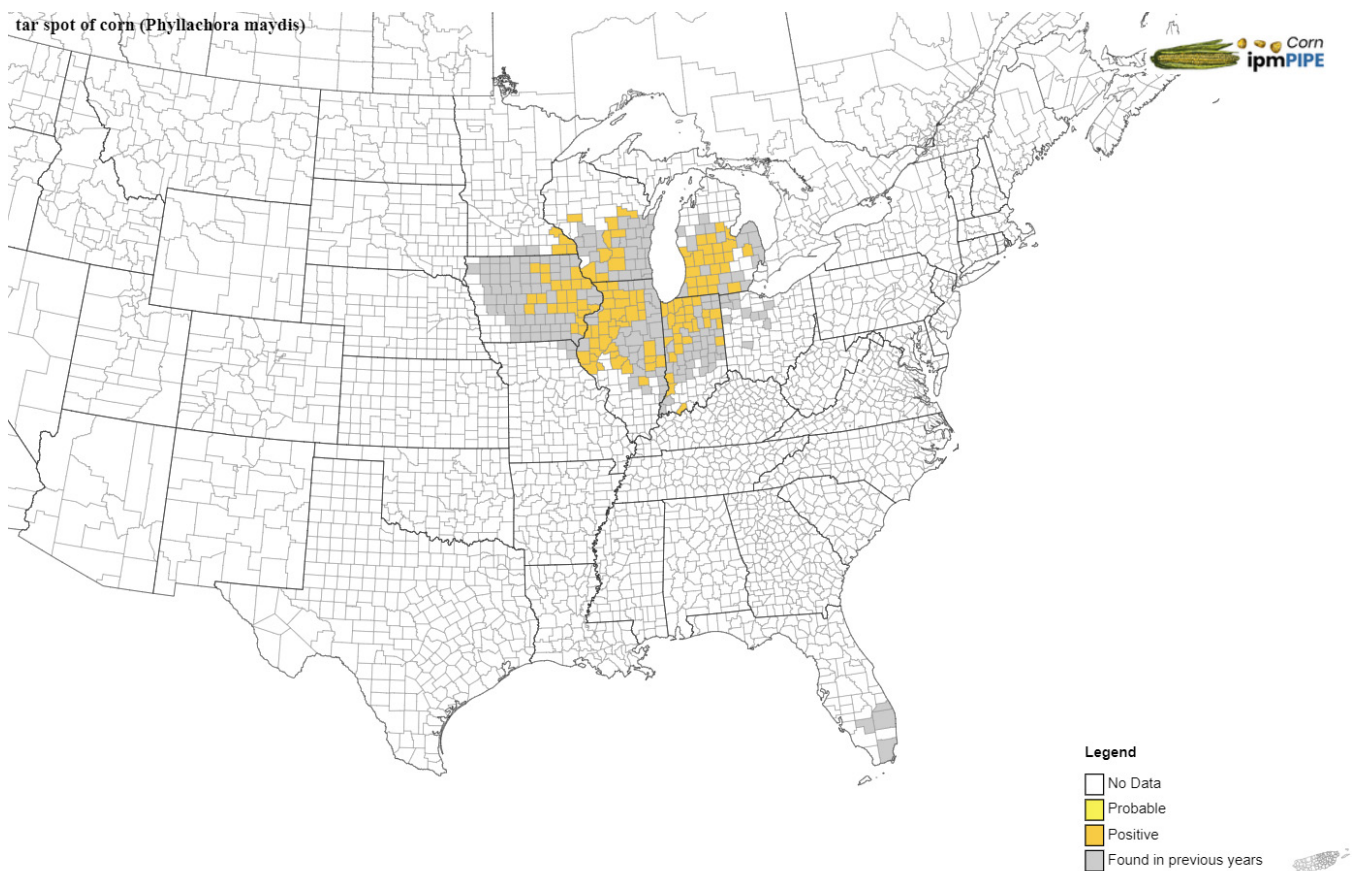 tar spot of corn (Phyllachora maydis)
Corn
ipmPIPE
Legend
No Data
Probable
Positive
Found in previous years